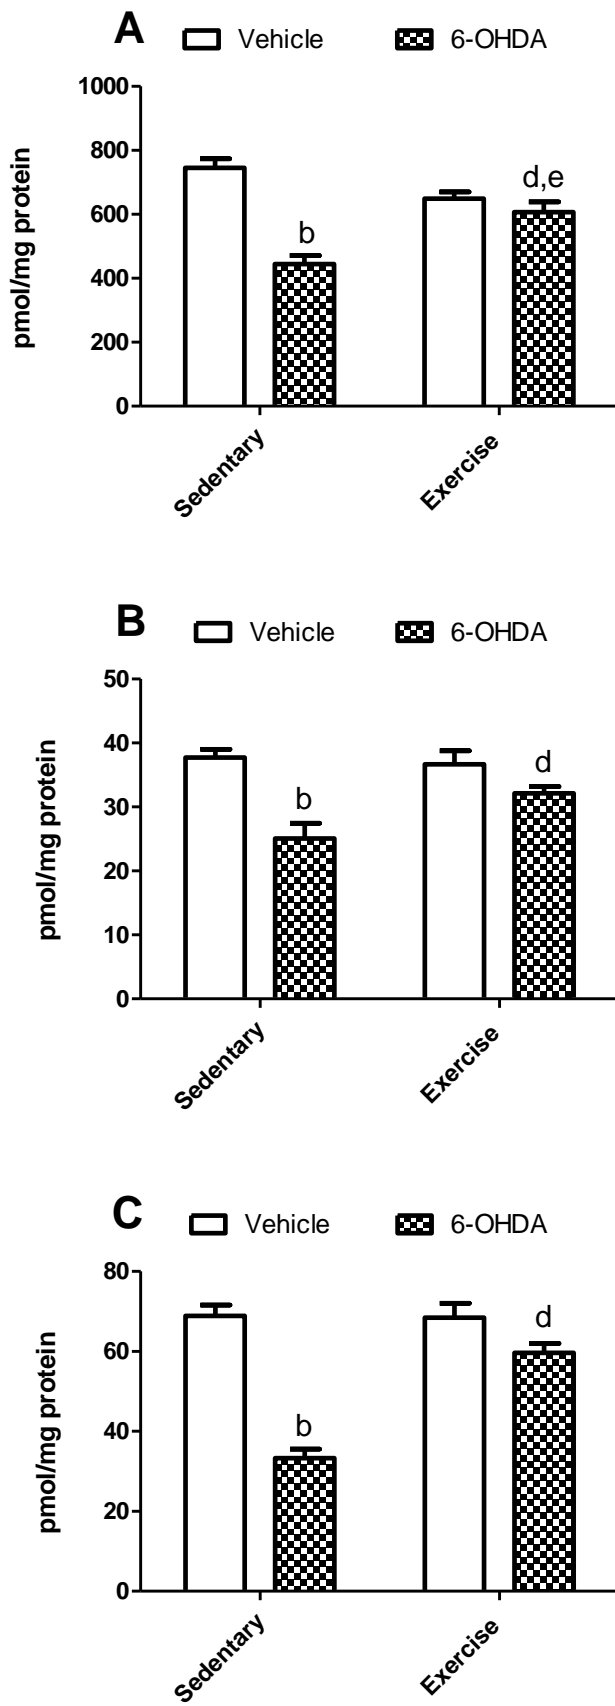 A Vehicle 6-OHDA
pmol/mg protein
1000
800
600
400
200
0
b
d,e
Sedentary Exercise
B Vehicle 6-OHDA
pmol/mg protein
50
40
30
20
10
0
b
d
Sedentary Exercise
C Vehicle 6-OHDA
pmol/mg protein
80
60
40
20
0
b
d
Sedentary Exercise